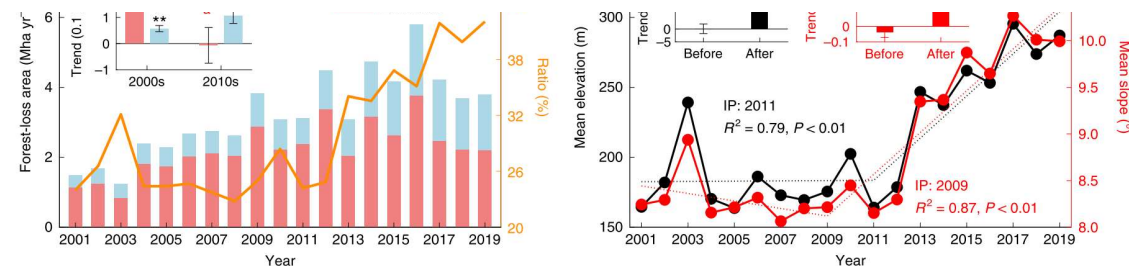 Forest-loss area (Mha yr
6
4
2
0
Trend (0.1
1
0
−1
**
2000s
2010s
38
32
26
20
Ratio (%)
2001 2003 2005 2007 2009 2011 2013 2015 2017 2019
Year
Mean elevation (m)
300
250
200
150
Trend
0
−5
Before After
Trend
0
−0.1
Before After
IP: 2011
R² = 0.79, P < 0.01
IP: 2009
R² = 0.87, P < 0.01
10.0
9.5
9.0
8.5
8.0
Mean slope (°)
2001 2003 2005 2007 2009 2011 2013 2015 2017 2019
Year